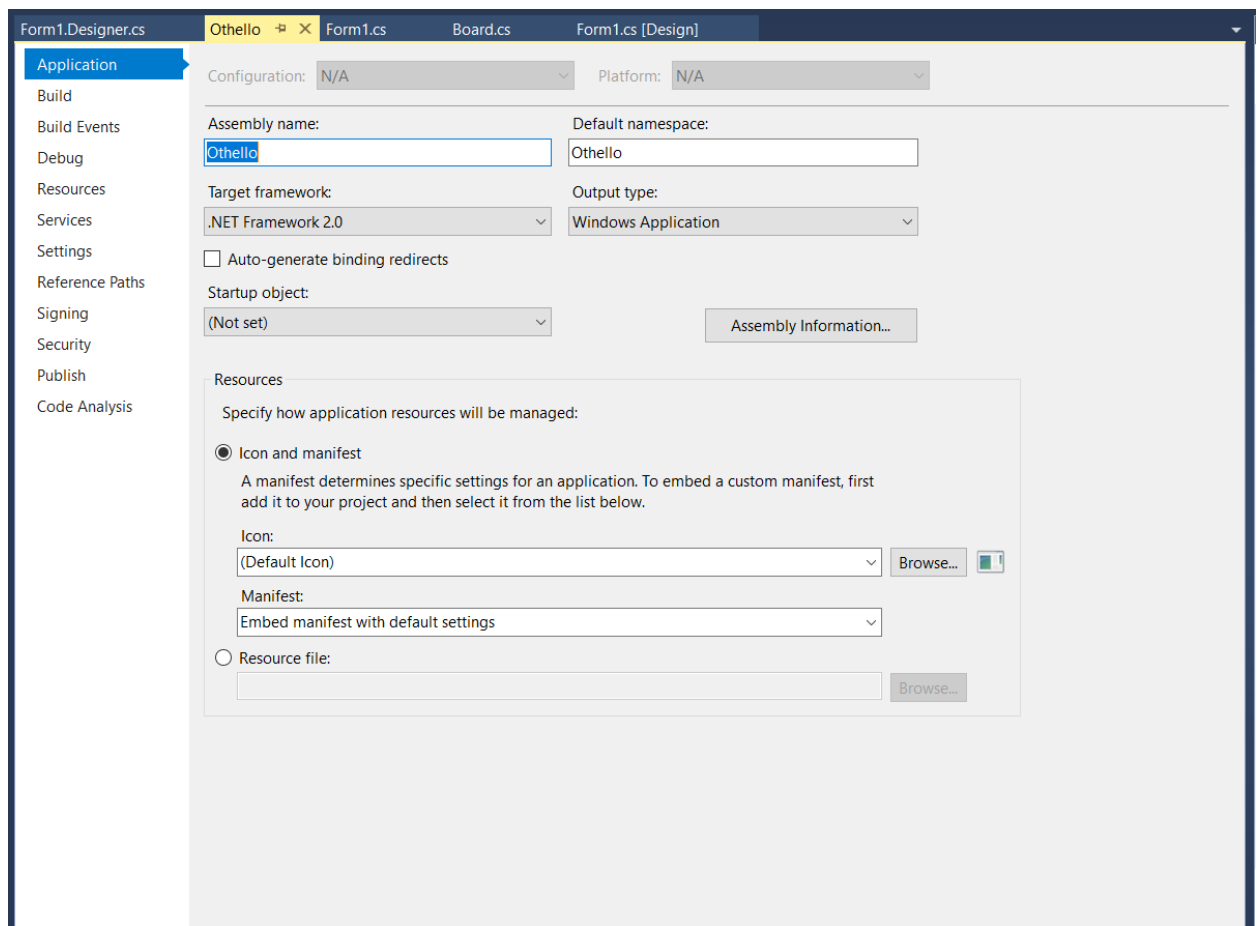 Form1.Designer.cs Othello Form1.cs Board.cs Form1.cs [Design]
Application
Build
Build Events
Debug
Resources
Services
Settings
Reference Paths
Signing
Security
Publish
Code Analysis
Configuration: N/A Platform: N/A
Assembly name: Default namespace:
Othello Othello
Target framework: Output type:
.NET Framework 2.0 Windows Application
Auto-generate binding redirects
Startup object:
(Not set) Assembly Information...
Resources
Specify how application resources will be managed:
Icon and manifest
A manifest determines specific settings for an application. To embed a custom manifest, first
add it to your project and then select it from the list below.
Icon:
(Default Icon) Browse...
Manifest:
Embed manifest with default settings
Resource file:
Browse...